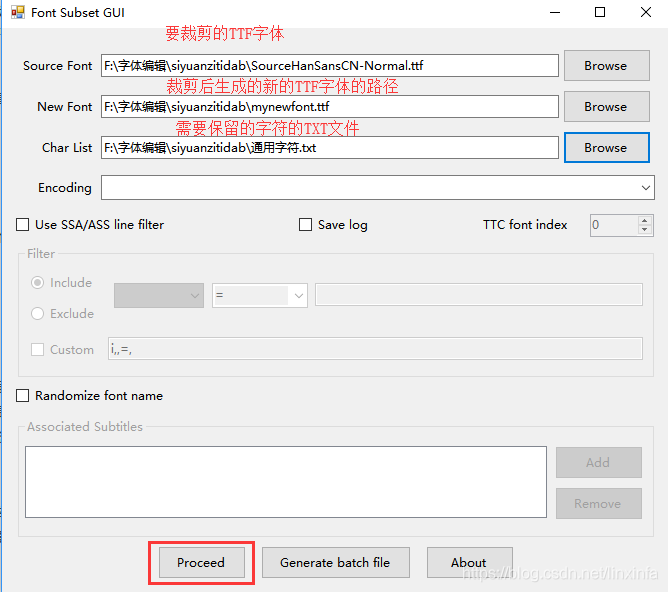 Font Subset GUI
要裁剪的TTF字体
Source Font F:\字体编辑\siyuanzitidab\SourceHanSansCN-Normal.ttf Browse
裁剪后生成的新的TTF字体的路径
New Font F:\字体编辑\siyuanzitidab\mynewfont.ttf Browse
需要保留的字符的TXT文件
Char List F:\字体编辑\siyuanzitidab\通用字符.txt Browse
Encoding
Use SSA/ASS line filter Save log TTC font index 0
Filter
Include =
Exclude
Custom i,,=,
Randomize font name
Associated Subtitles
Add
Remove
Proceed Generate batch file About
https://blog.csdn.net/linxinfa